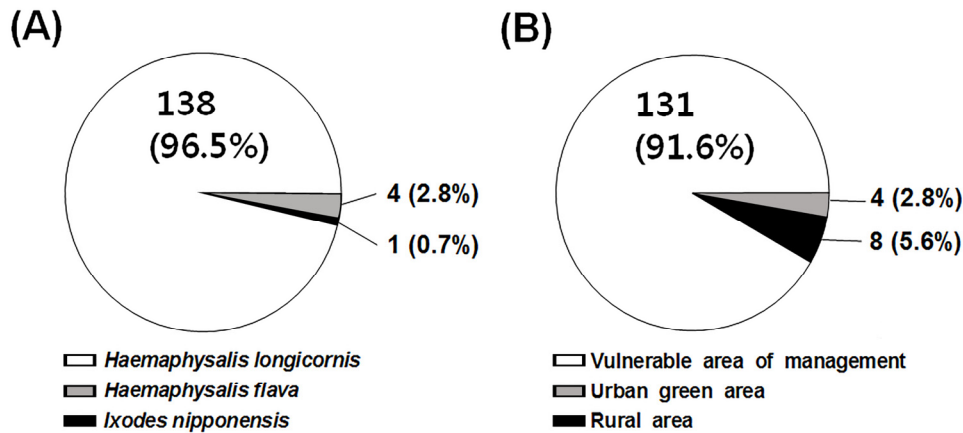 (A)
138
(96.5%)
4 (2.8%)
1 (0.7%)
Haemaphysalis longicornis
Haemaphysalis flava
Ixodes nipponensis
(B)
131
(91.6%)
4 (2.8%)
8 (5.6%)
Vulnerable area of management
Urban green area
Rural area